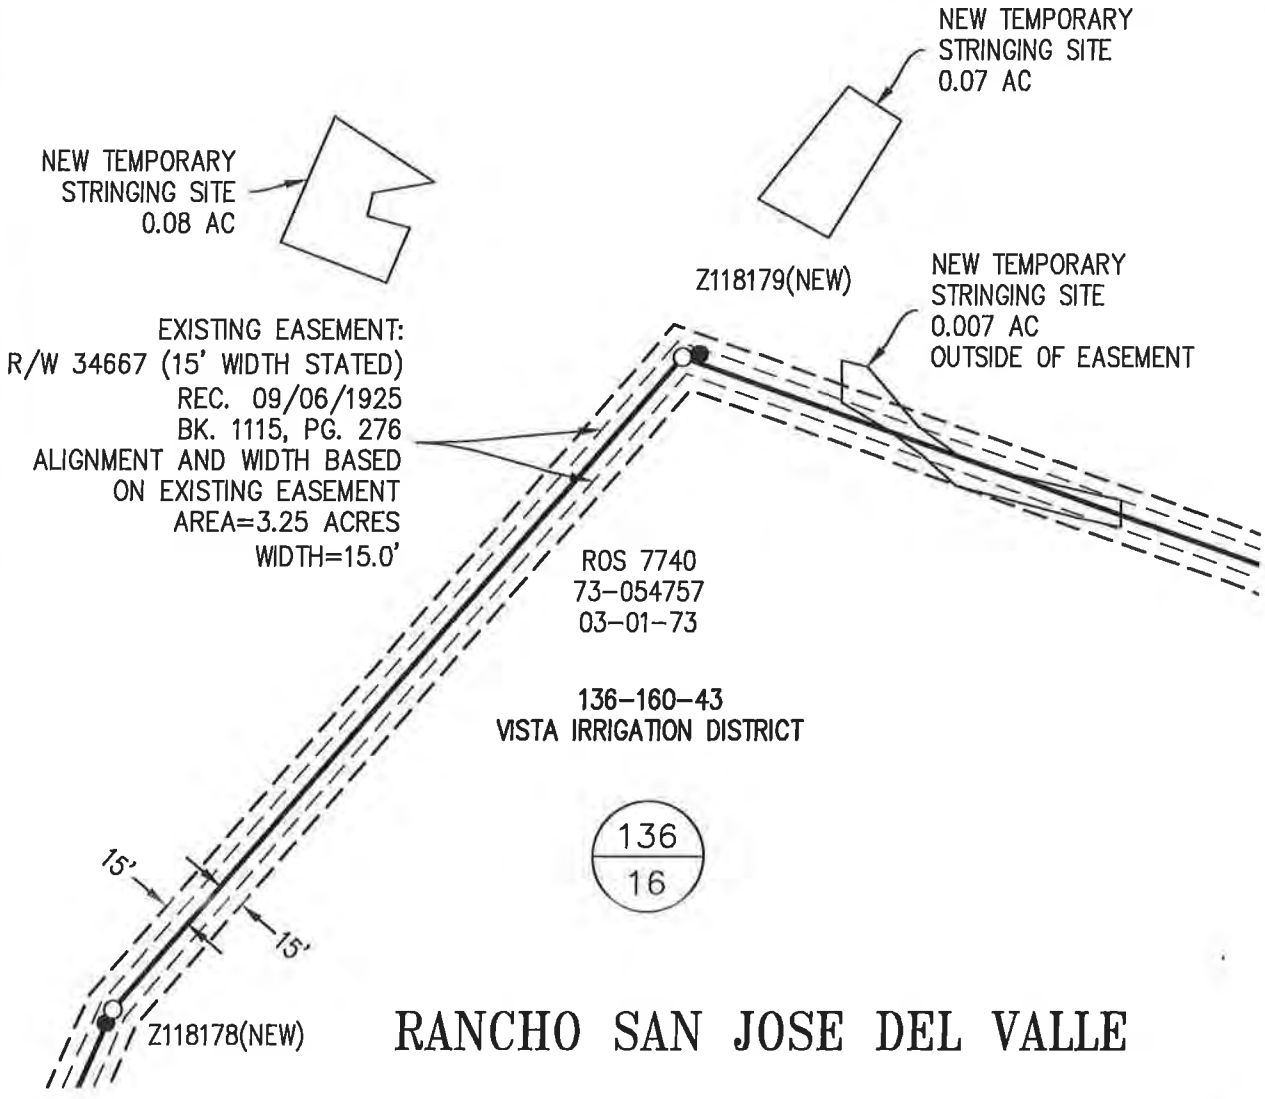 NEW TEMPORARY
STRINGING SITE
0.07 AC
NEW TEMPORARY
STRINGING SITE
0.08 AC
Z118179(NEW)
NEW TEMPORARY
STRINGING SITE
0.007 AC
OUTSIDE OF EASEMENT
EXISTING EASEMENT:
R/W 34667 (15' WIDTH STATED)
REC. 09/06/1925
BK. 1115, PG. 276
ALIGNMENT AND WIDTH BASED
ON EXISTING EASEMENT
AREA=3.25 ACRES
WIDTH=15.0'
ROS 7740
73-054757
03-01-73
136-160-43
VISTA IRRIGATION DISTRICT
136
16
15'
15'
Z118178(NEW)
RANCHO SAN JOSE DEL VALLE